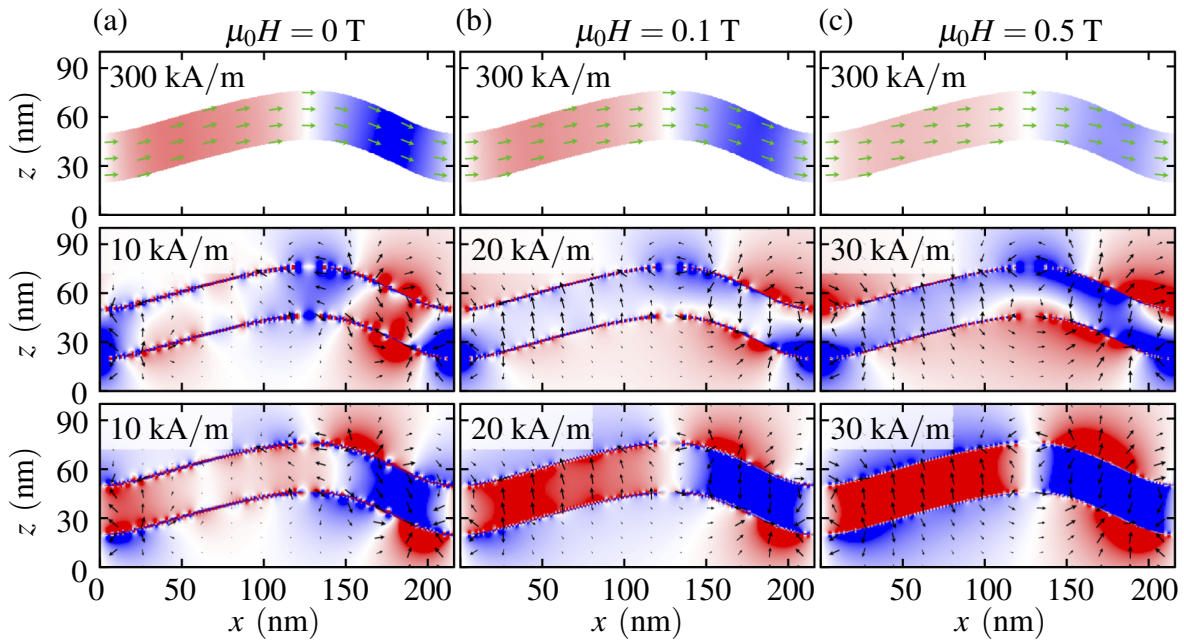 (a) μ₀H = 0 T (b) μ₀H = 0.1 T (c) μ₀H = 0.5 T
90 300 kA/m 300 kA/m 300 kA/m
z (nm)
60
30
0
90 10 kA/m 20 kA/m 30 kA/m
z (nm)
60
30
0
90 10 kA/m 20 kA/m 30 kA/m
z (nm)
60
30
0
0 50 100 150 200 50 100 150 200 50 100 150 200
x (nm) x (nm) x (nm)